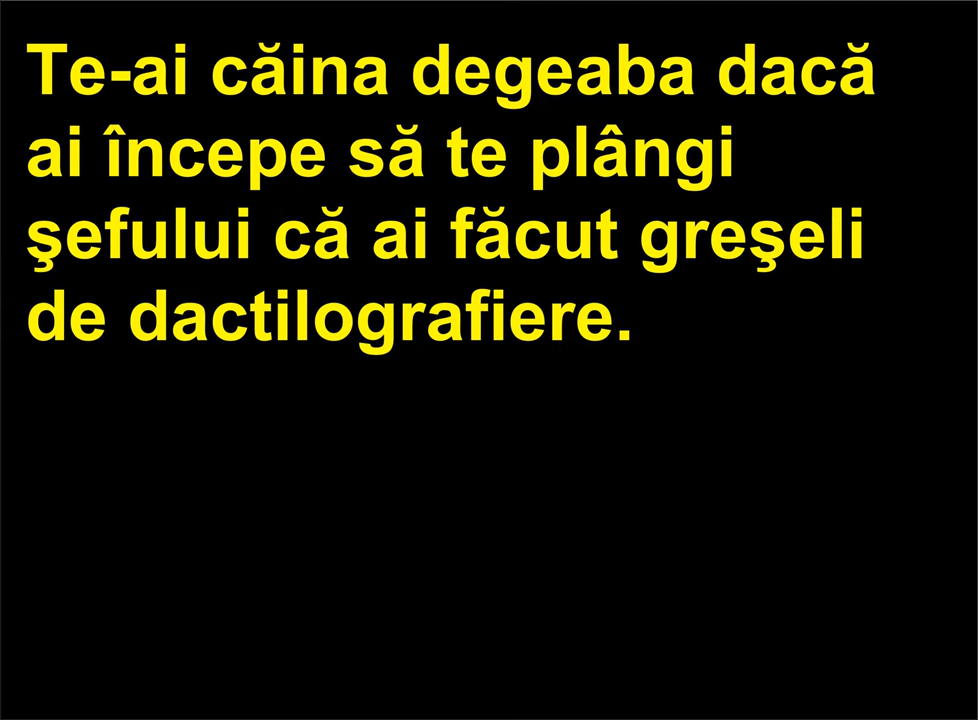 Te-ai căina degeaba dacă
ai începe să te plângi
şefului că ai făcut greşeli
de dactilografiere.